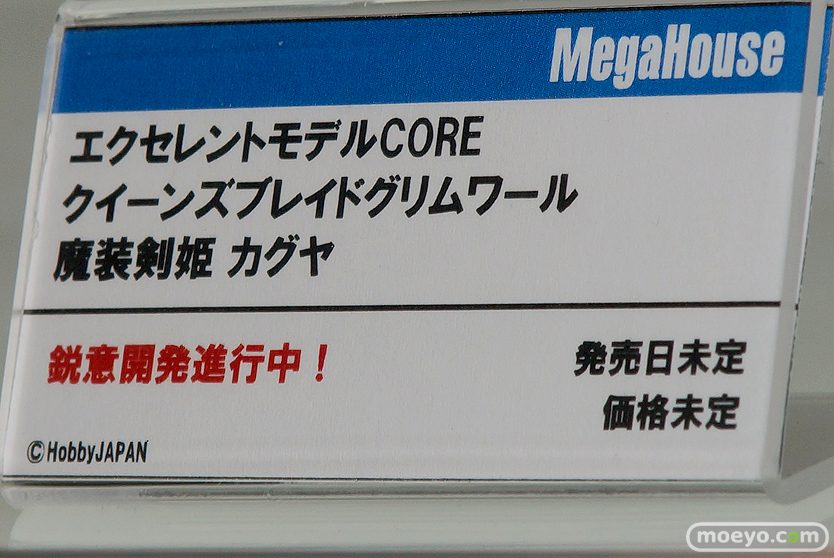 MegaHouse
エクセレントモデルCORE
クイーンズブレイドグリムワール
魔装剣姫 カグヤ
鋭意開発進行中！
発売日未定
価格未定
©HobbyJAPAN
moeyo.com